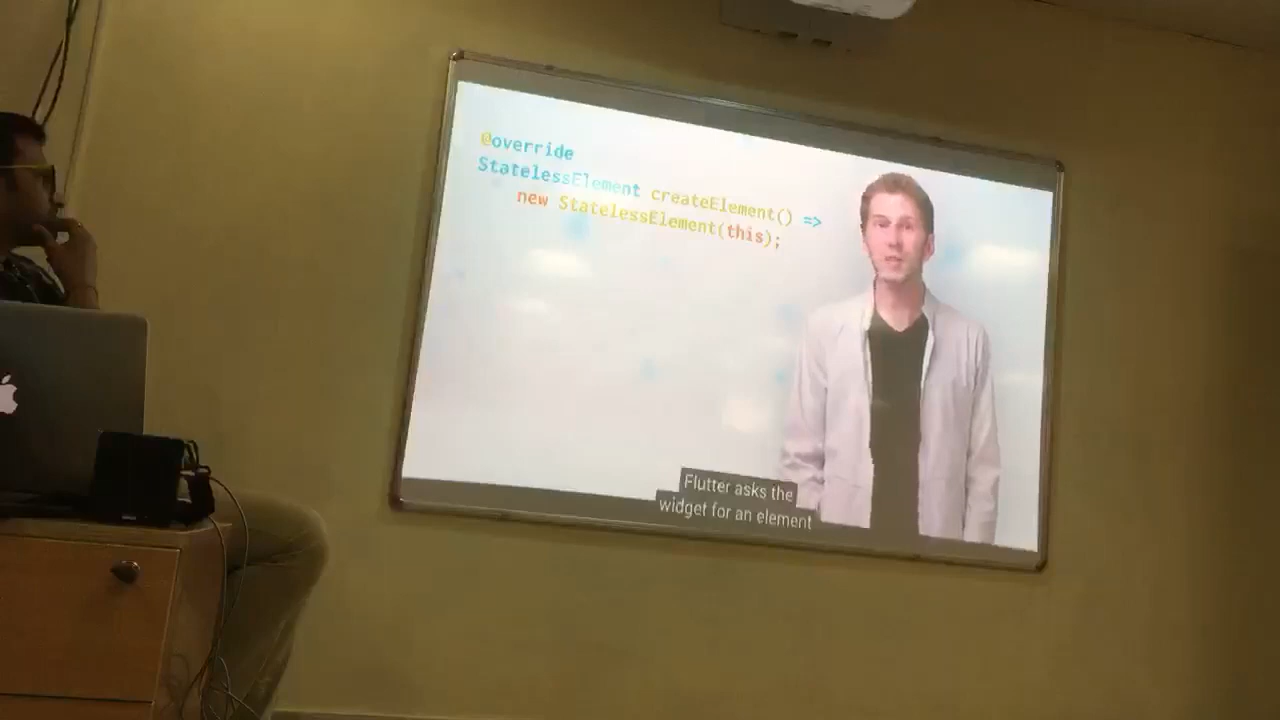 @override
StatelessElement createElement() =>
new StatelessElement(this);
Flutter asks the
widget for an element